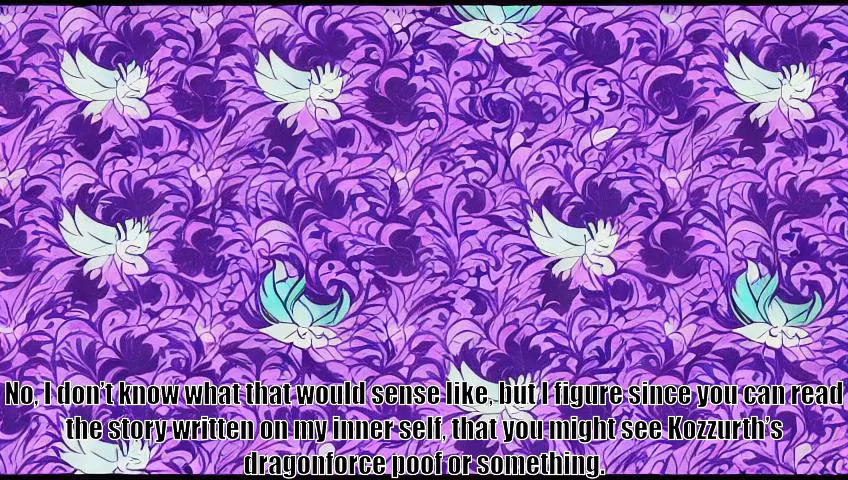 No, I don't know what that would sense like, but I figure since you can read
the story written on my inner self, that you might see Kozzurth's
dragonforce poof or something.